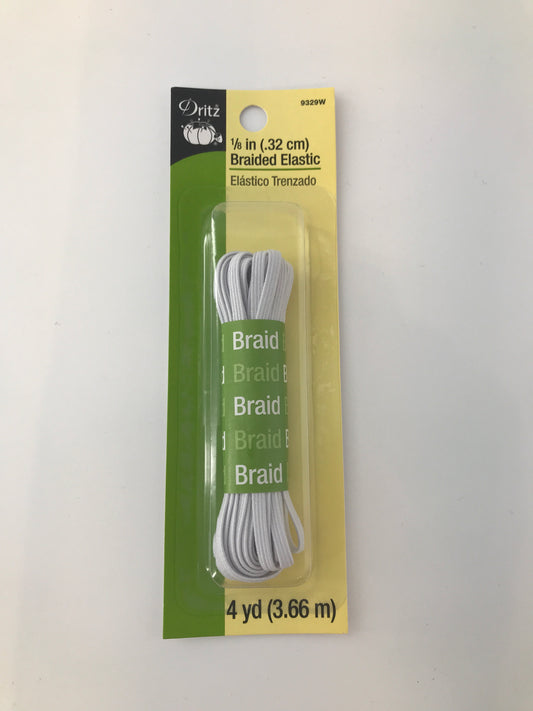 Dritz®
9329W
1/8 in (.32 cm)
Braided Elastic
Elástico Trenzado
Braid
Braid
Braid
Braid
Braid
4 yd (3.66 m)